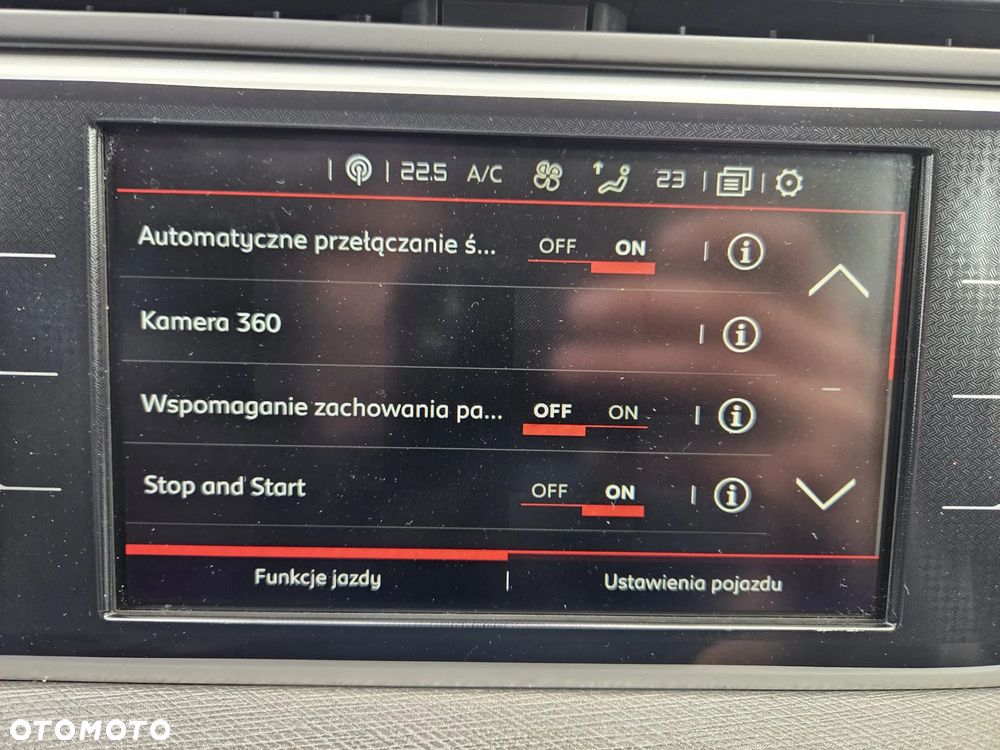 22.5 A/C 23
Automatyczne przełączanie ś... OFF ON
Kamera 360
Wspomaganie zachowania pa... OFF ON
Stop and Start OFF ON
Funkcje jazdy Ustawienia pojazdu
OTOMOTO